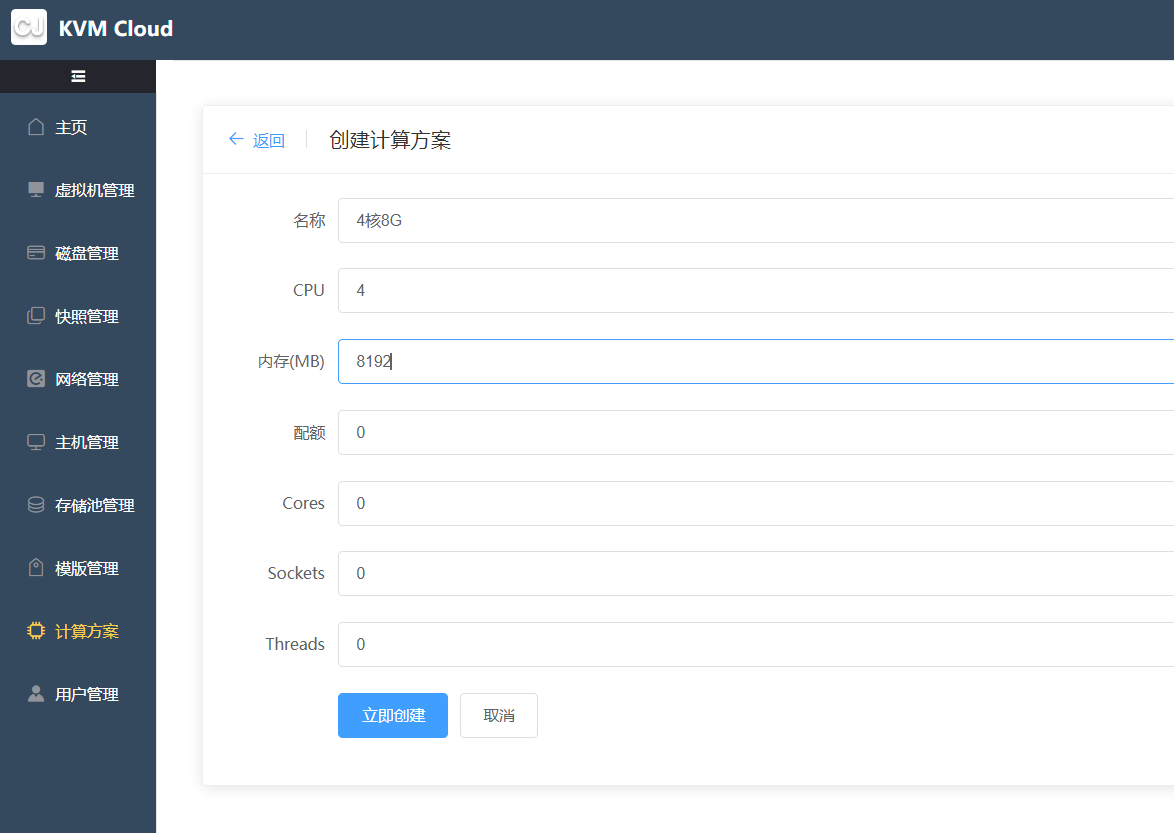 CJ KVM Cloud
主页
虚拟机管理
磁盘管理
快照管理
网络管理
主机管理
存储池管理
模版管理
计算方案
用户管理
返回 创建计算方案
名称 4核8G
CPU 4
内存(MB) 8192
配额 0
Cores 0
Sockets 0
Threads 0
立即创建 取消